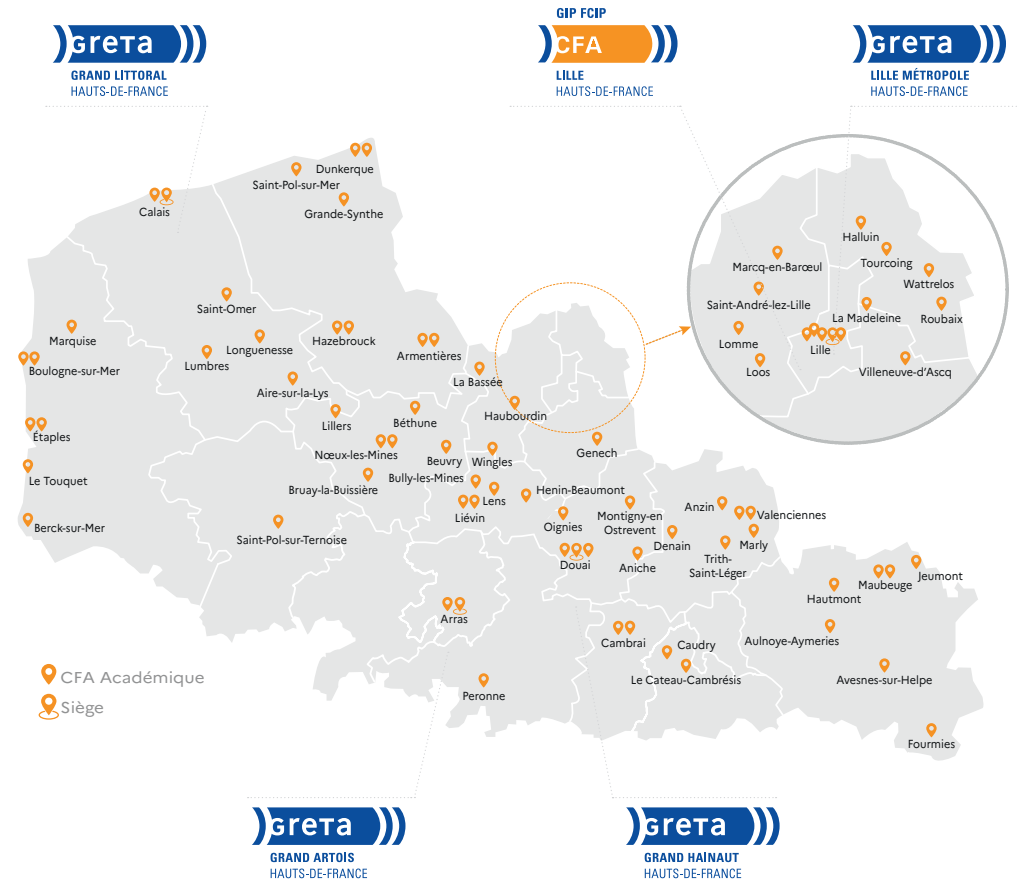 GRETA
GRAND LITTORAL
HAUTS-DE-FRANCE
GIP FCIP
CFA
LILLE
HAUTS-DE-FRANCE
GRETA
LILLE MÉTROPOLE
HAUTS-DE-FRANCE
Dunkerque
Saint-Pol-sur-Mer
Grande-Synthe
Calais
Saint-Omer
Marquise
Longuenesse
Hazebrouck
Lumbres
Armentières
Boulogne-sur-Mer
La Bassée
Aire-sur-la-Lys
Haubourdin
Lillers
Béthune
Étaples
Nœux-les-Mines
Beuvry
Wingles
Genech
Le Touquet
Bruay-la-Buissière
Bully-les-Mines
Lens
Henin-Beaumont
Liévin
Berck-sur-Mer
Saint-Pol-sur-Ternoise
Oignies
Montigny-en
Ostrevent
Anzin
Valenciennes
Denain
Marly
Trith-
Saint-Léger
Douai
Aniche
Arras
Cambrai
Caudry
Le Cateau-Cambrésis
Peronne
Jeumont
Maubeuge
Hautmont
Aulnoye-Aymeries
Avesnes-sur-Helpe
Fourmies
Halluin
Tourcoing
Marcq-en-Barœul
Wattrelos
Saint-André-lez-Lille
La Madeleine
Roubaix
Lomme
Lille
Loos
Villeneuve-d'Ascq
CFA Académique
Siège
GRETA
GRAND ARTOIS
HAUTS-DE-FRANCE
GRETA
GRAND HAINAUT
HAUTS-DE-FRANCE